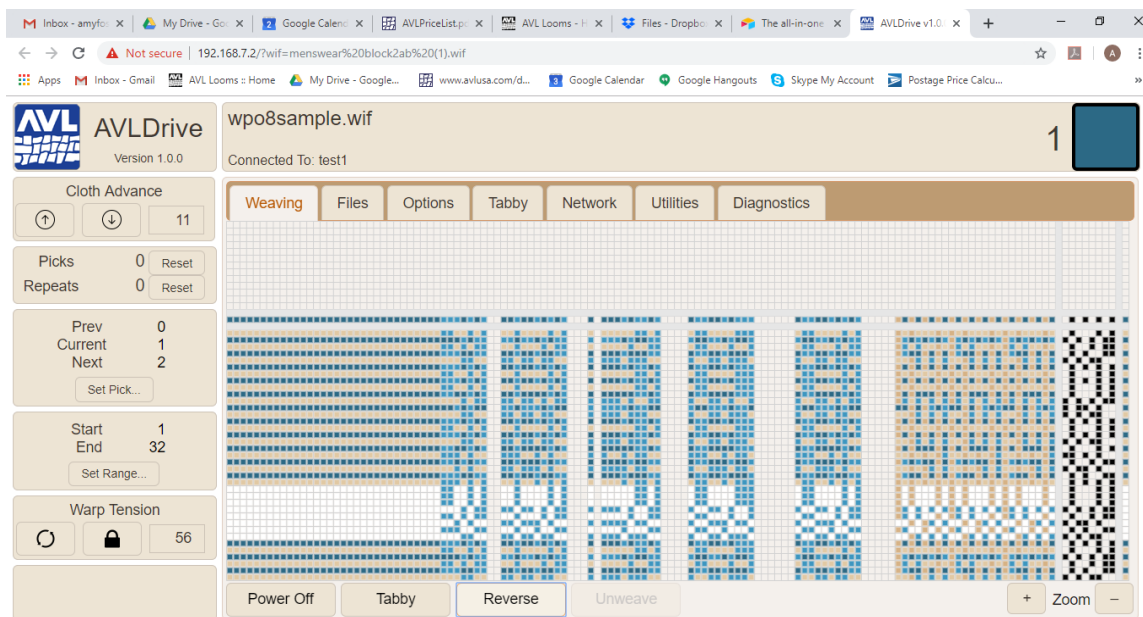 amyfos
My Drive - Go
Google Calend
AVLPriceList.p
AVL Looms - H
Files - Dropbo
The all-in-one
AVLDrive v1.0.
Not secure | 192.168.7.2/?wif=menswear%20block2ab%20(1).wif
A
Apps Inbox - Gmail AVL Looms :: Home My Drive - Google... www.avlusa.com/d... 3 Google Calendar Google Hangouts Skype My Account Postage Price Calcu... »
AVL AVLDrive
Version 1.0.0
wpo8sample.wif
Connected To: test1
1
Cloth Advance
11
Picks 0 Reset
Repeats 0 Reset
Prev 0
Current 1
Next 2
Set Pick...
Start 1
End 32
Set Range...
Warp Tension
56
Weaving Files Options Tabby Network Utilities Diagnostics
Power Off Tabby Reverse Unweave + Zoom –